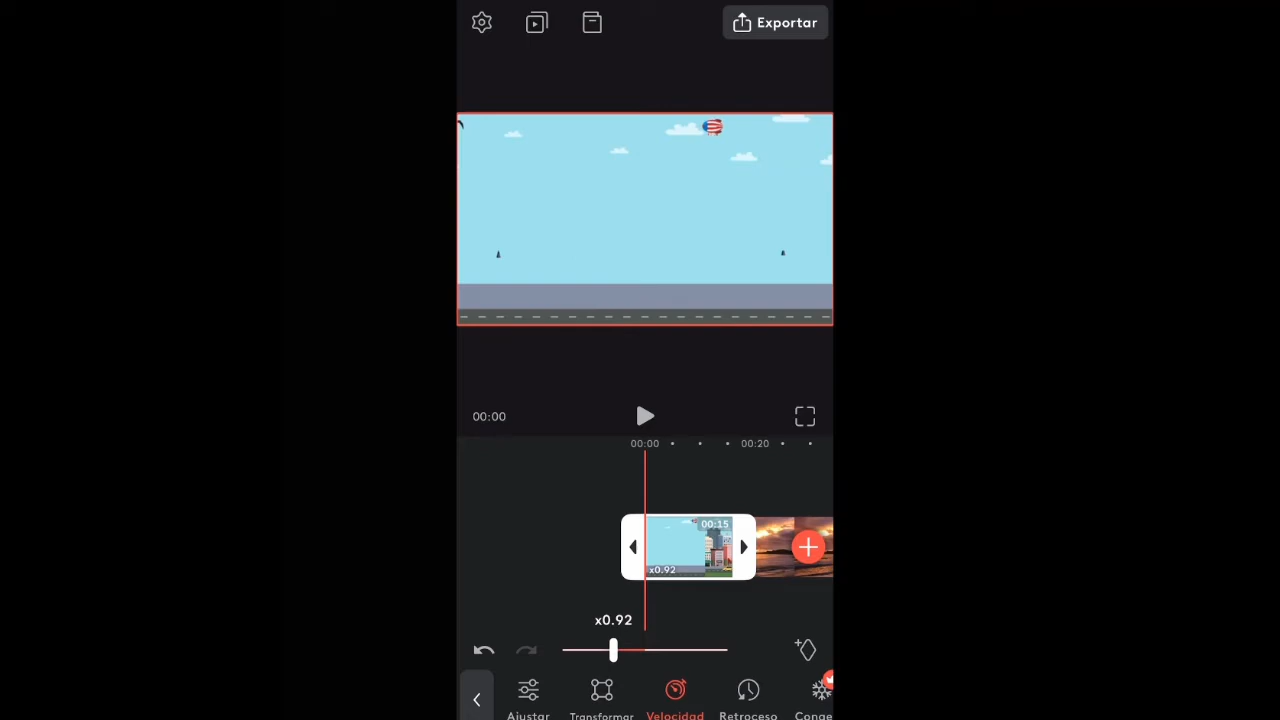 Exportar
00:00
00:00
00:20
00:15
x0.92
x0.92
Ajustar
Transformar
Velocidad
Retroceso
Conge